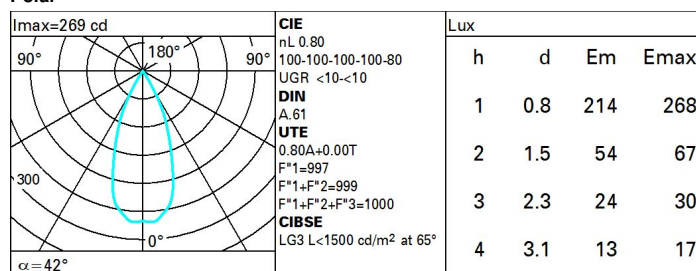 Imax=269 cd
90° 180° 90°
300
0°
α=42°
CIE
nL 0.80
100-100-100-100-80
UGR <10-<10
DIN
A.61
UTE
0.80A+0.00T
F"1=997
F"1+F"2=999
F"1+F"2+F"3=1000
CIBSE
LG3 L<1500 cd/m² at 65°
Lux
h d Em Emax
1 0.8 214 268
2 1.5 54 67
3 2.3 24 30
4 3.1 13 17